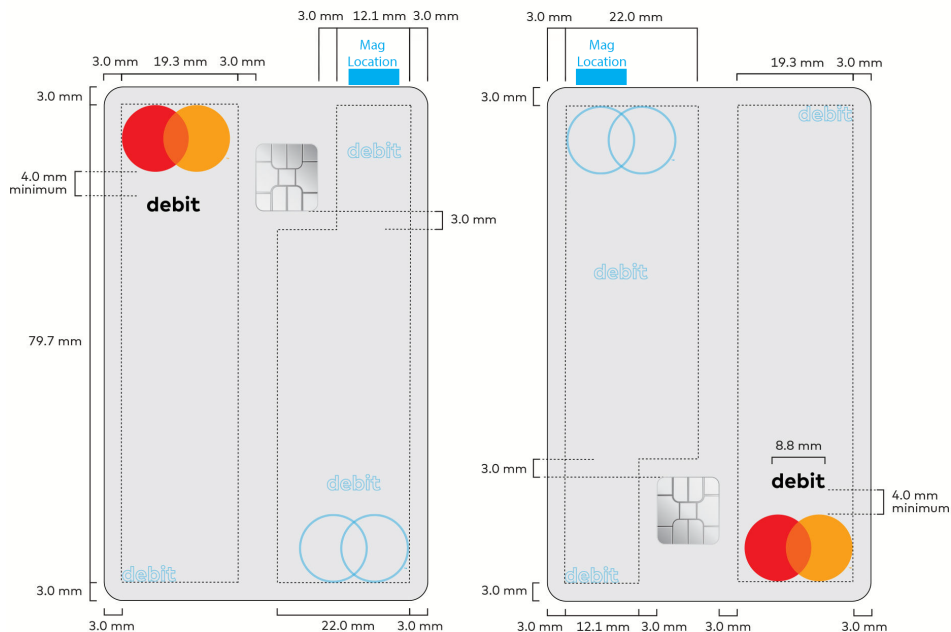 3.0 mm 12.1 mm 3.0 mm
Mag
Location
3.0 mm 19.3 mm 3.0 mm
3.0 mm
debit
4.0 mm
minimum
debit
3.0 mm
79.7 mm
debit
debit
3.0 mm
3.0 mm
22.0 mm 3.0 mm
3.0 mm 22.0 mm
Mag
Location
19.3 mm 3.0 mm
3.0 mm
debit
debit
8.8 mm
3.0 mm
debit
4.0 mm
minimum
debit
3.0 mm
3.0 mm 12.1 mm 3.0 mm 3.0 mm 3.0 mm